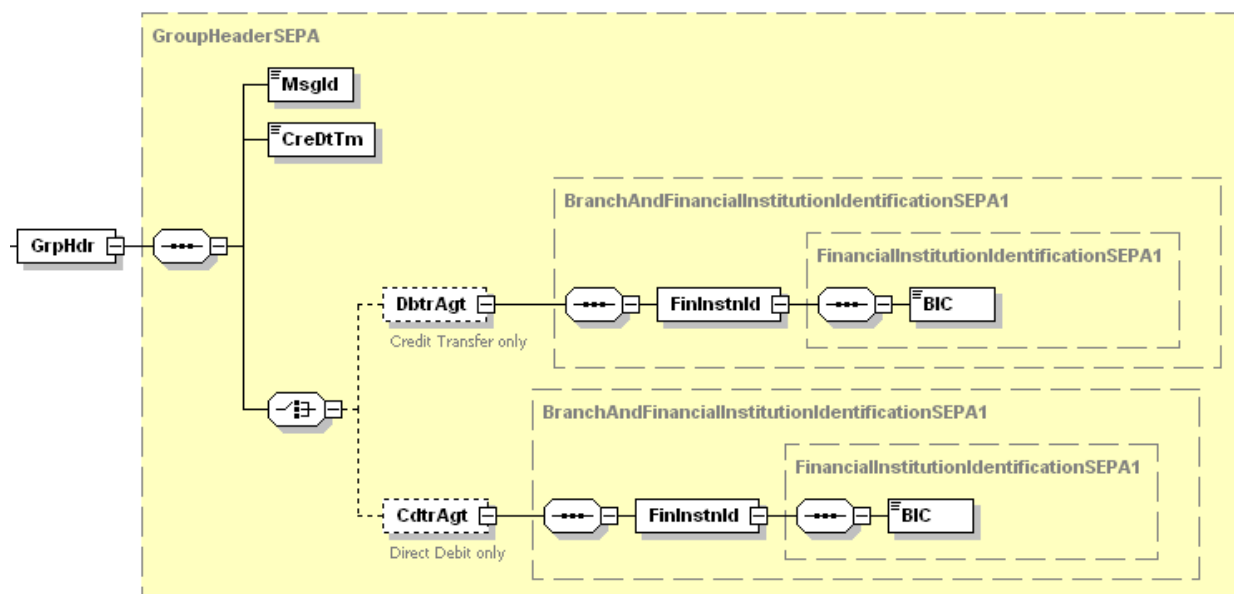 GroupHeaderSEPA
MsgId
CreDtTm
BranchAndFinancialInstitutionIdentificationSEPA1
GrpHdr
FinancialInstitutionIdentificationSEPA1
DbtrAgt
FinInstnId
BIC
Credit Transfer only
BranchAndFinancialInstitutionIdentificationSEPA1
FinancialInstitutionIdentificationSEPA1
CdtrAgt
FinInstnId
BIC
Direct Debit only